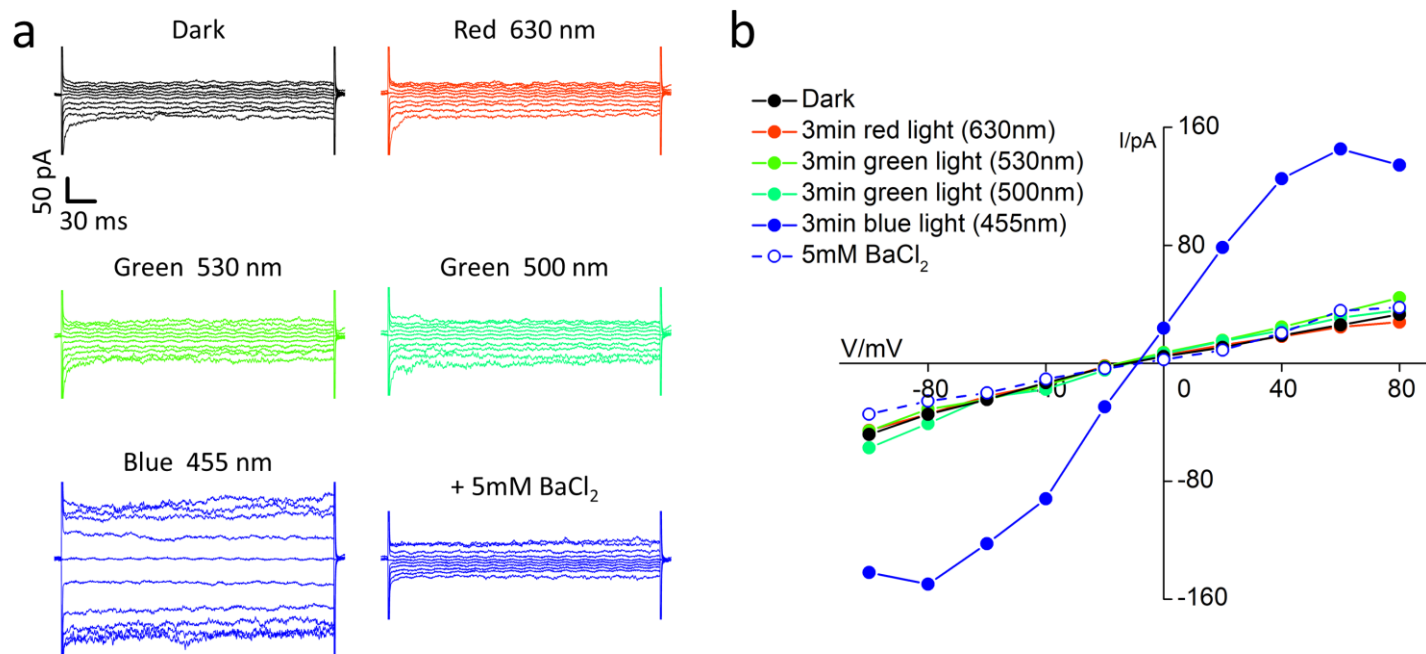 a
Dark
Red 630 nm
50 pA
30 ms
Green 530 nm
Green 500 nm
Blue 455 nm
+ 5mM BaCl₂
b
Dark
3min red light (630nm)
3min green light (530nm)
3min green light (500nm)
3min blue light (455nm)
5mM BaCl₂
I/pA
160
80
V/mV
-80
0
40
80
-80
-160